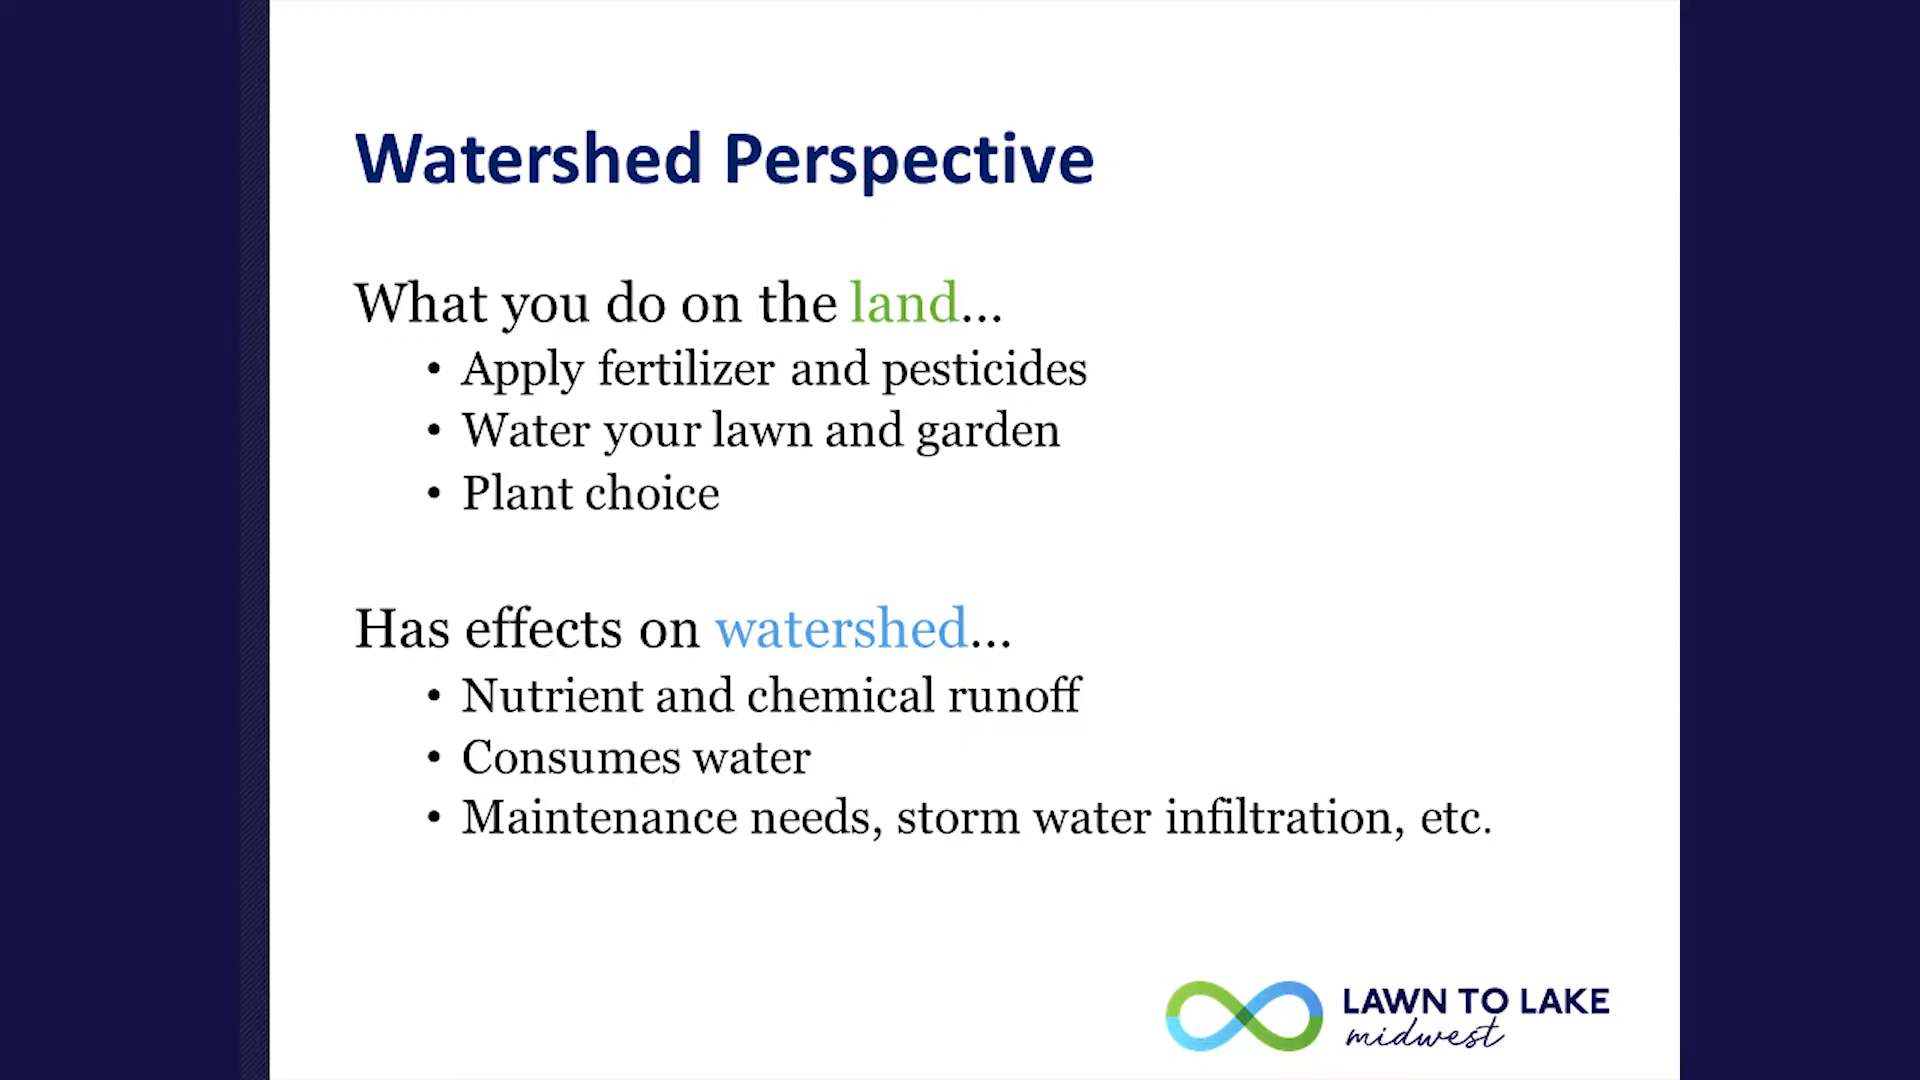 Watershed Perspective
What you do on the land...
• Apply fertilizer and pesticides
• Water your lawn and garden
• Plant choice
Has effects on watershed...
• Nutrient and chemical runoff
• Consumes water
• Maintenance needs, storm water infiltration, etc.
LAWN TO LAKE
midwest